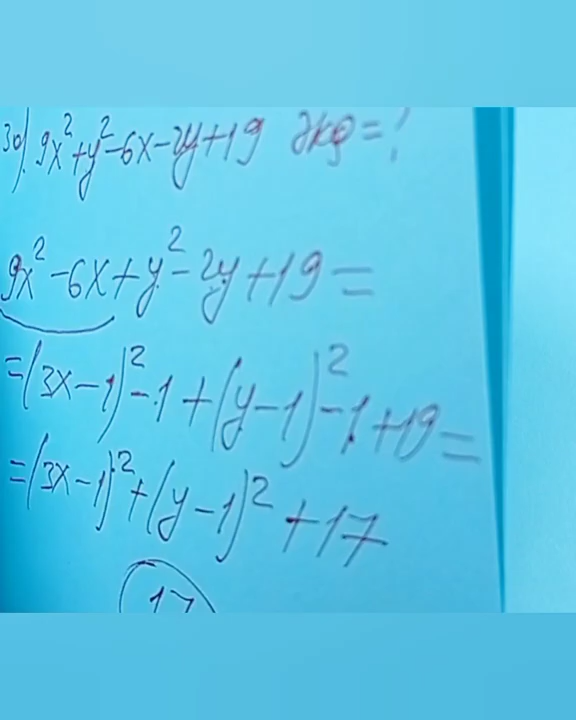 30). 9x²+y²-6x-2y+19 əkq=?
9x²-6x+y²-2y+19=
=(3x-1)²-1+(y-1)²-1+19=
=(3x-1)²+(y-1)²+17
17